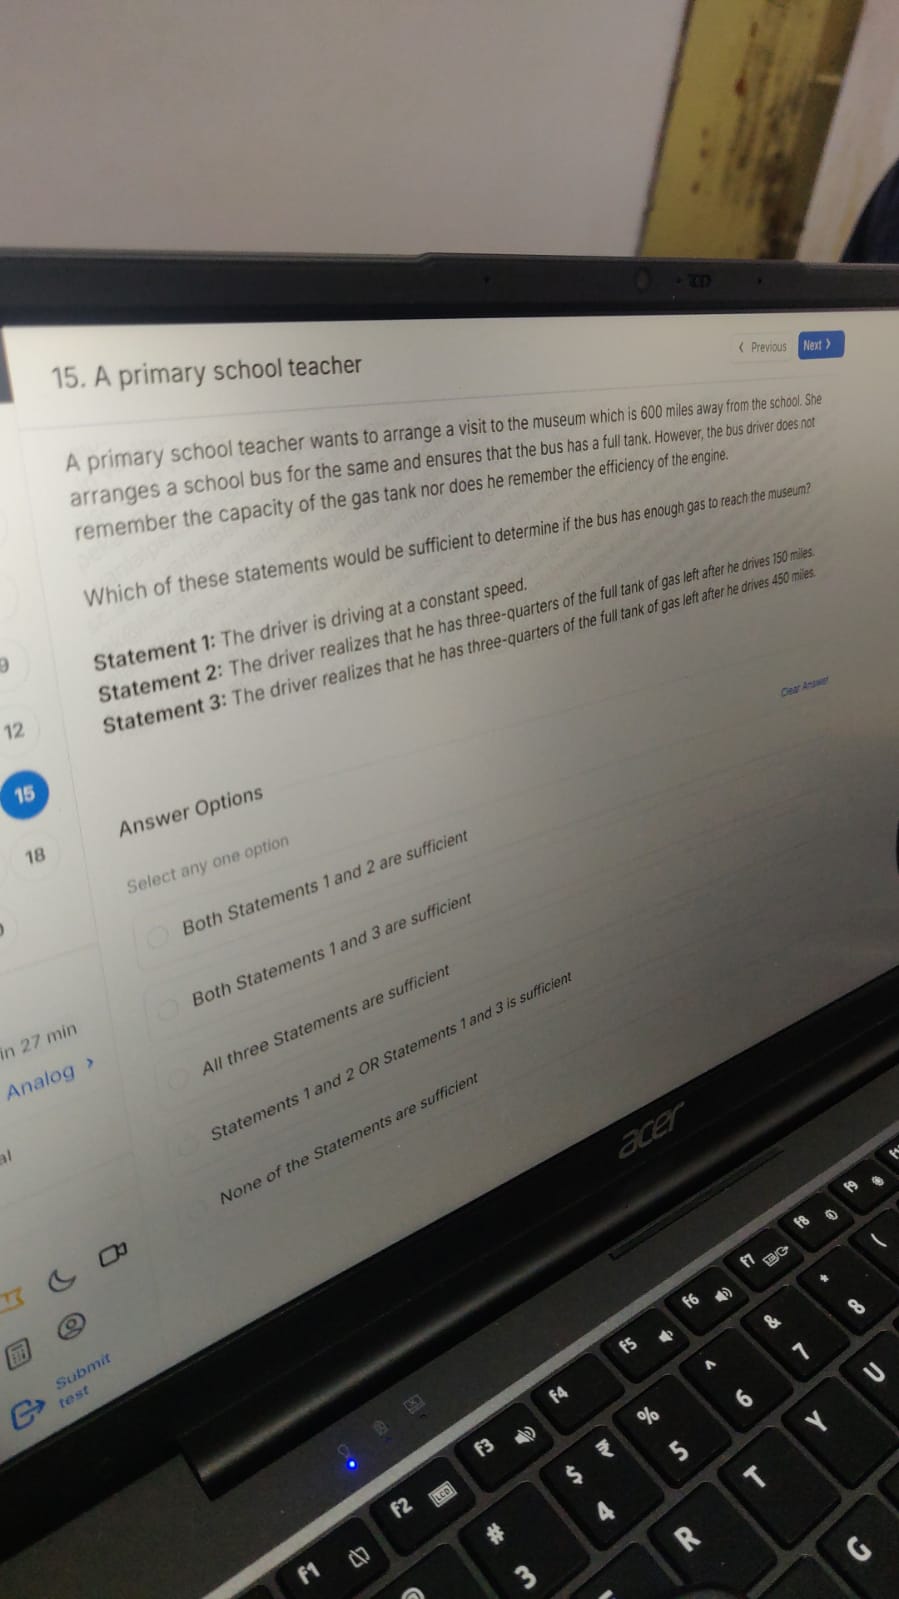 15. A primary school teacher
Previous
Next
A primary school teacher wants to arrange a visit to the museum which is 600 miles away from the school. She
arranges a school bus for the same and ensures that the bus has a full tank. However, the bus driver does not
remember the capacity of the gas tank nor does he remember the efficiency of the engine.
Which of these statements would be sufficient to determine if the bus has enough gas to reach the museum?
Statement 1: The driver is driving at a constant speed.
Statement 2: The driver realizes that he has three-quarters of the full tank of gas left after he drives 150 miles.
Statement 3: The driver realizes that he has three-quarters of the full tank of gas left after he drives 450 miles.
9
12
15
18
Clear Answer
Answer Options
Select any one option
Both Statements 1 and 2 are sufficient
Both Statements 1 and 3 are sufficient
All three Statements are sufficient
Statements 1 and 2 OR Statements 1 and 3 is sufficient
None of the Statements are sufficient
in 27 min
Analog
al
Submit
test
acer
F1
F2
LCD
F3
F4
F5
F6
F7
F8
F9
# 3
$ ₹ 4
% 5
^ 6
& 7
* 8
(
R
T
Y
U
G